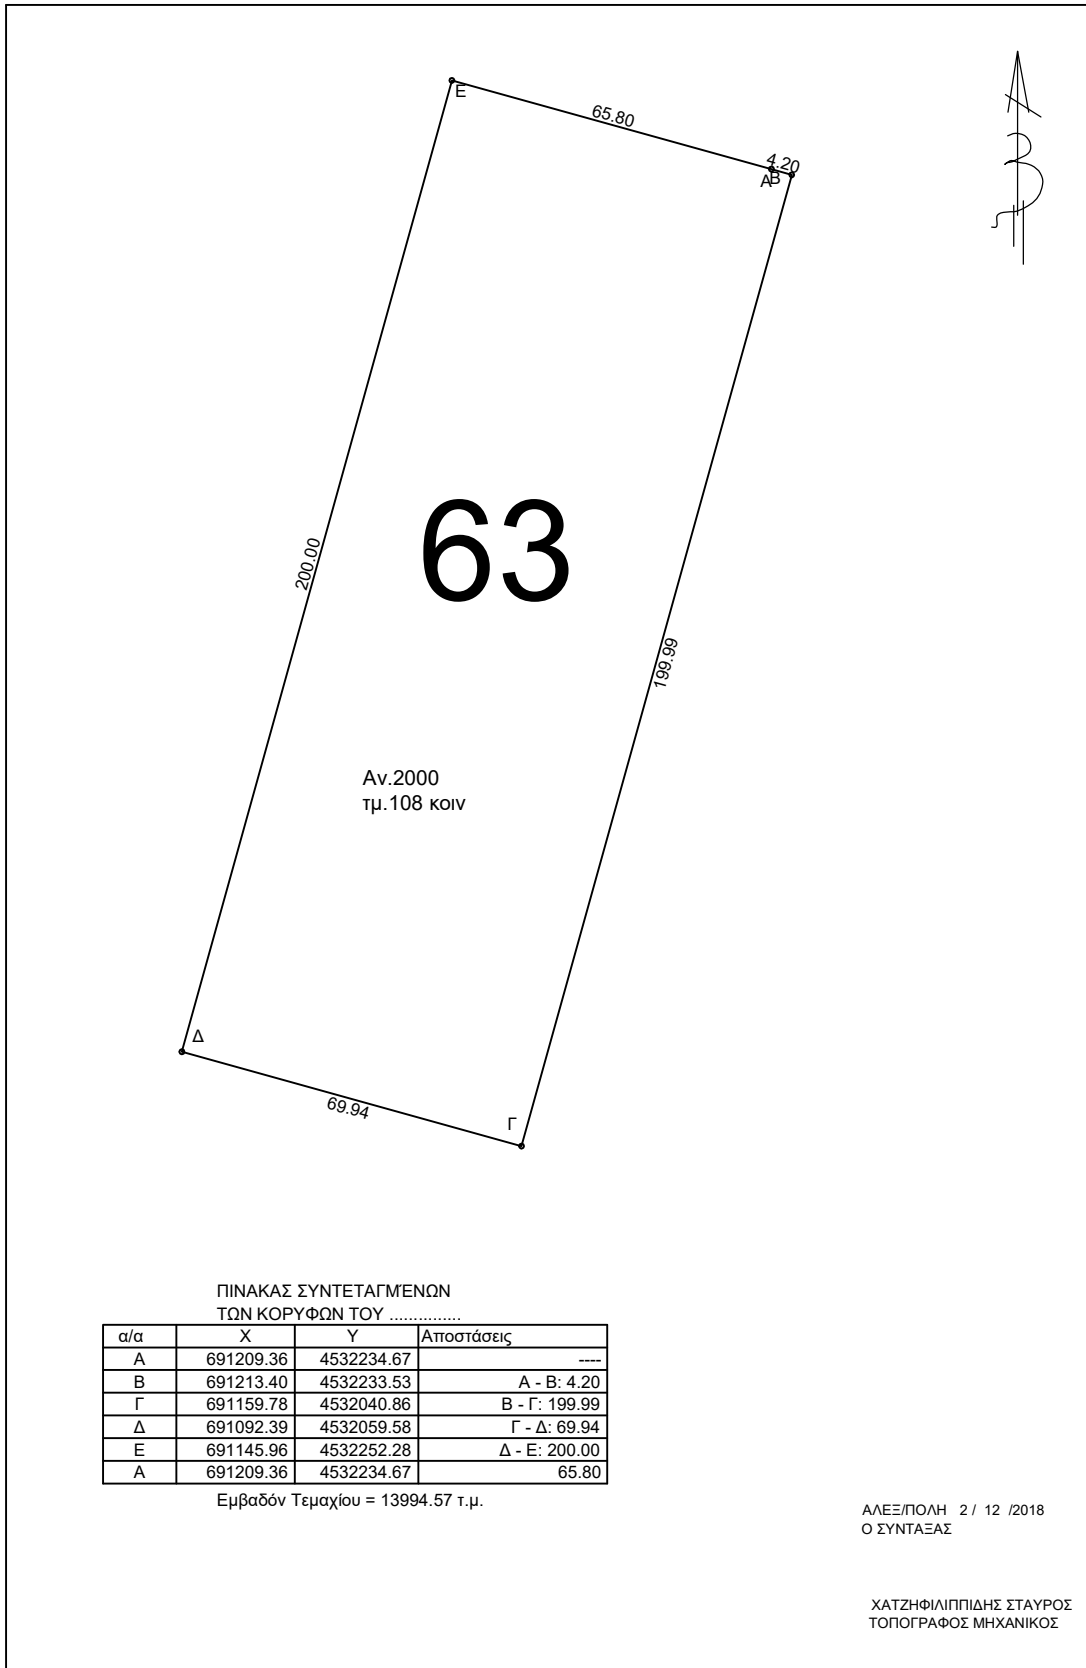 Ε
65.80
4.20
Α
Β
63
200.00
199.99
Αν.2000
τμ.108 κοιν
Δ
69.94
Γ
ΠΙΝΑΚΑΣ ΣΥΝΤΕΤΑΓΜΈΝΩΝ
ΤΩΝ ΚΟΡΥΦΩΝ ΤΟΥ ...............
α/α Χ Υ Αποστάσεις
Α 691209.36 4532234.67 ----
Β 691213.40 4532233.53 Α - Β: 4.20
Γ 691159.78 4532040.86 Β - Γ: 199.99
Δ 691092.39 4532059.58 Γ - Δ: 69.94
Ε 691145.96 4532252.28 Δ - Ε: 200.00
Α 691209.36 4532234.67 65.80
Εμβαδόν Τεμαχίου = 13994.57 τ.μ.
ΑΛΕΞ/ΠΟΛΗ 2 / 12 /2018
Ο ΣΥΝΤΑΞΑΣ
ΧΑΤΖΗΦΙΛΙΠΠΙΔΗΣ ΣΤΑΥΡΟΣ
ΤΟΠΟΓΡΑΦΟΣ ΜΗΧΑΝΙΚΟΣ